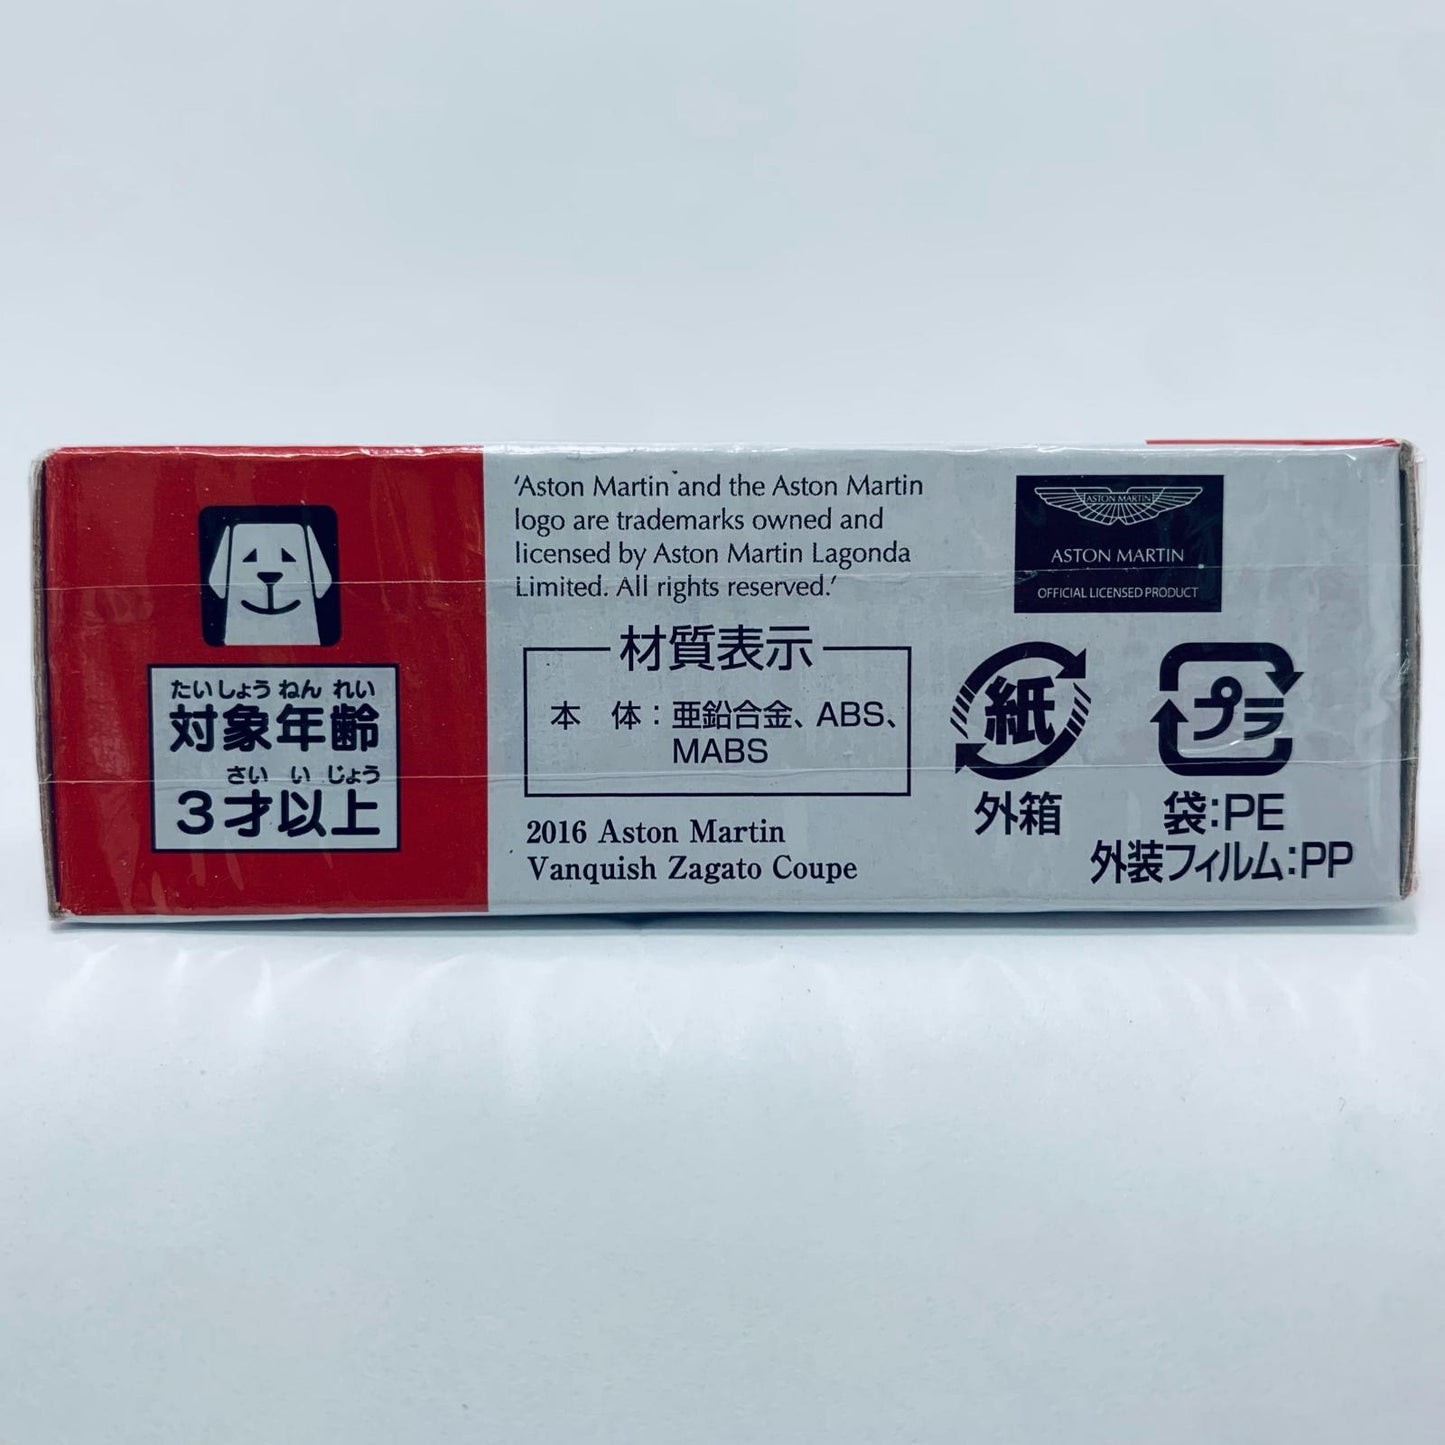 たいしょう ねん れい
対象年齢
さい い じょう
3才以上
'Aston Martin and the Aston Martin
logo are trademarks owned and
licensed by Aston Martin Lagonda
Limited. All rights reserved.'
材質表示
本　体：亜鉛合金、ABS、
MABS
2016 Aston Martin
Vanquish Zagato Coupe
ASTON MARTIN
ASTON MARTIN
OFFICIAL LICENSED PRODUCT
紙
外箱
プラ
袋：PE
外装フィルム：PP